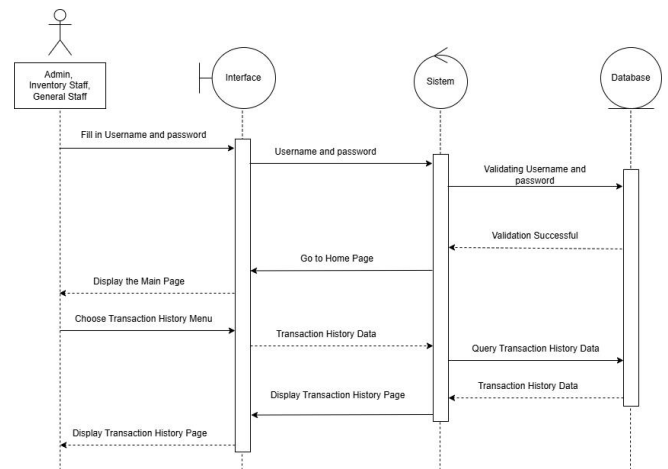 Admin,
Inventory Staff,
General Staff
Interface
Sistem
Database
Fill in Username and password
Username and password
Validating Username and
password
Validation Successful
Go to Home Page
Display the Main Page
Choose Transaction History Menu
Transaction History Data
Query Transaction History Data
Transaction History Data
Display Transaction History Page
Display Transaction History Page